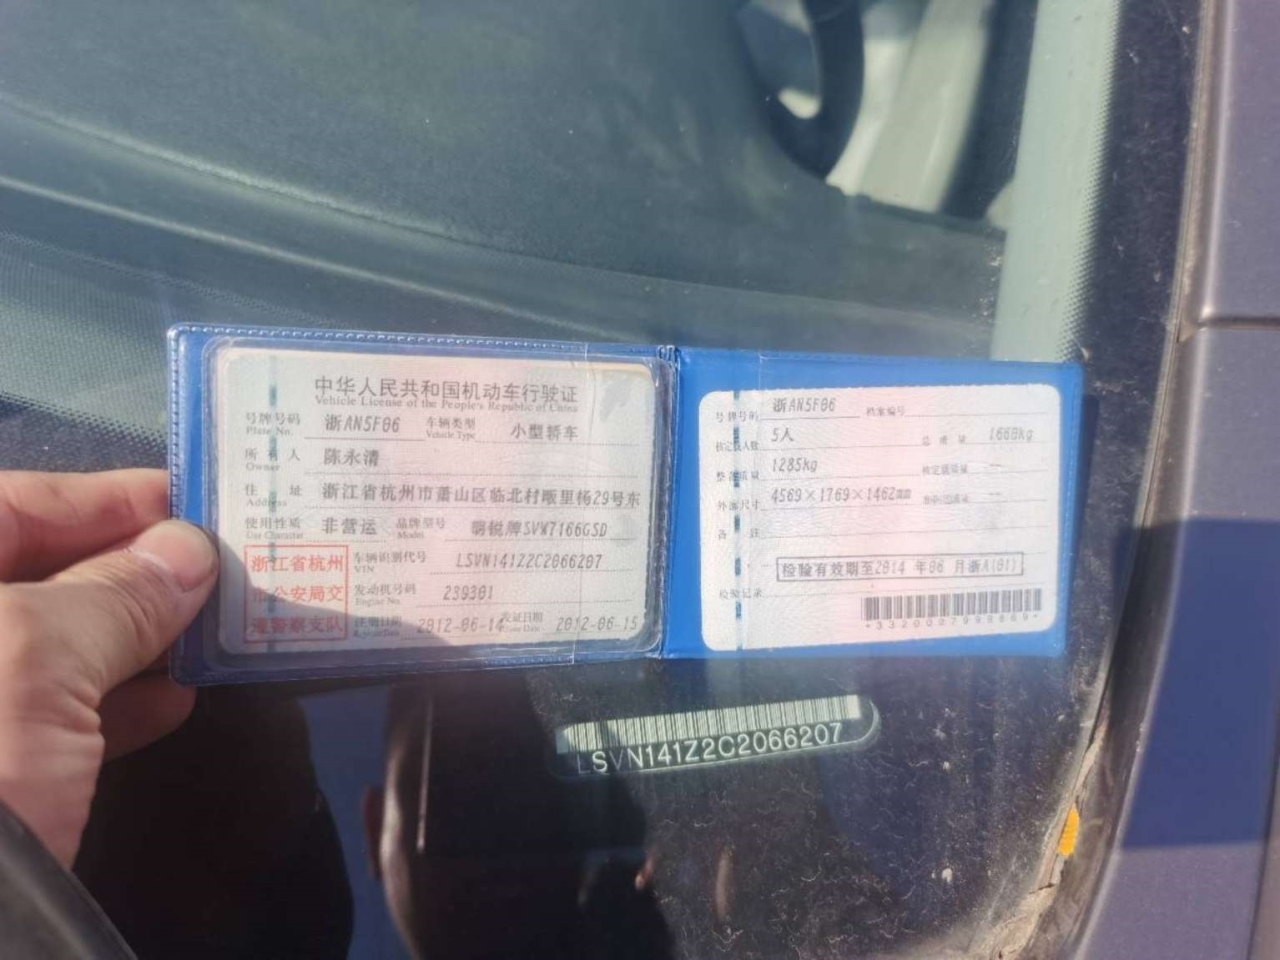 中华人民共和国机动车行驶证
Vehicle License of the People's Republic of China
号牌号码 浙AN5F06 车辆类型 小型轿车
Plate No. Vehicle Type
所有人 陈永清
Owner
住址 浙江省杭州市萧山区临北村畈里杨29号东
Address
使用性质 非营运 品牌型号 明锐牌SVW7166GSD
Use Character Model
浙江省杭州
市公安局交
通警察支队
车辆识别代号 LSVN141Z2C2066207
VIN
发动机号码 239301
Engine No.
注册日期 2012-06-14 发证日期 2012-06-15
Register Date Issue Date
号牌号码 浙AN5F06 档案编号
核定载人数 5人 总质量 1660kg
整备质量 1285kg 核定载质量 --
外廓尺寸 4569×1769×1462mm --
备注
检验有效期至2014年06月浙A(01)
检验记录
LSVN141Z2C2066207